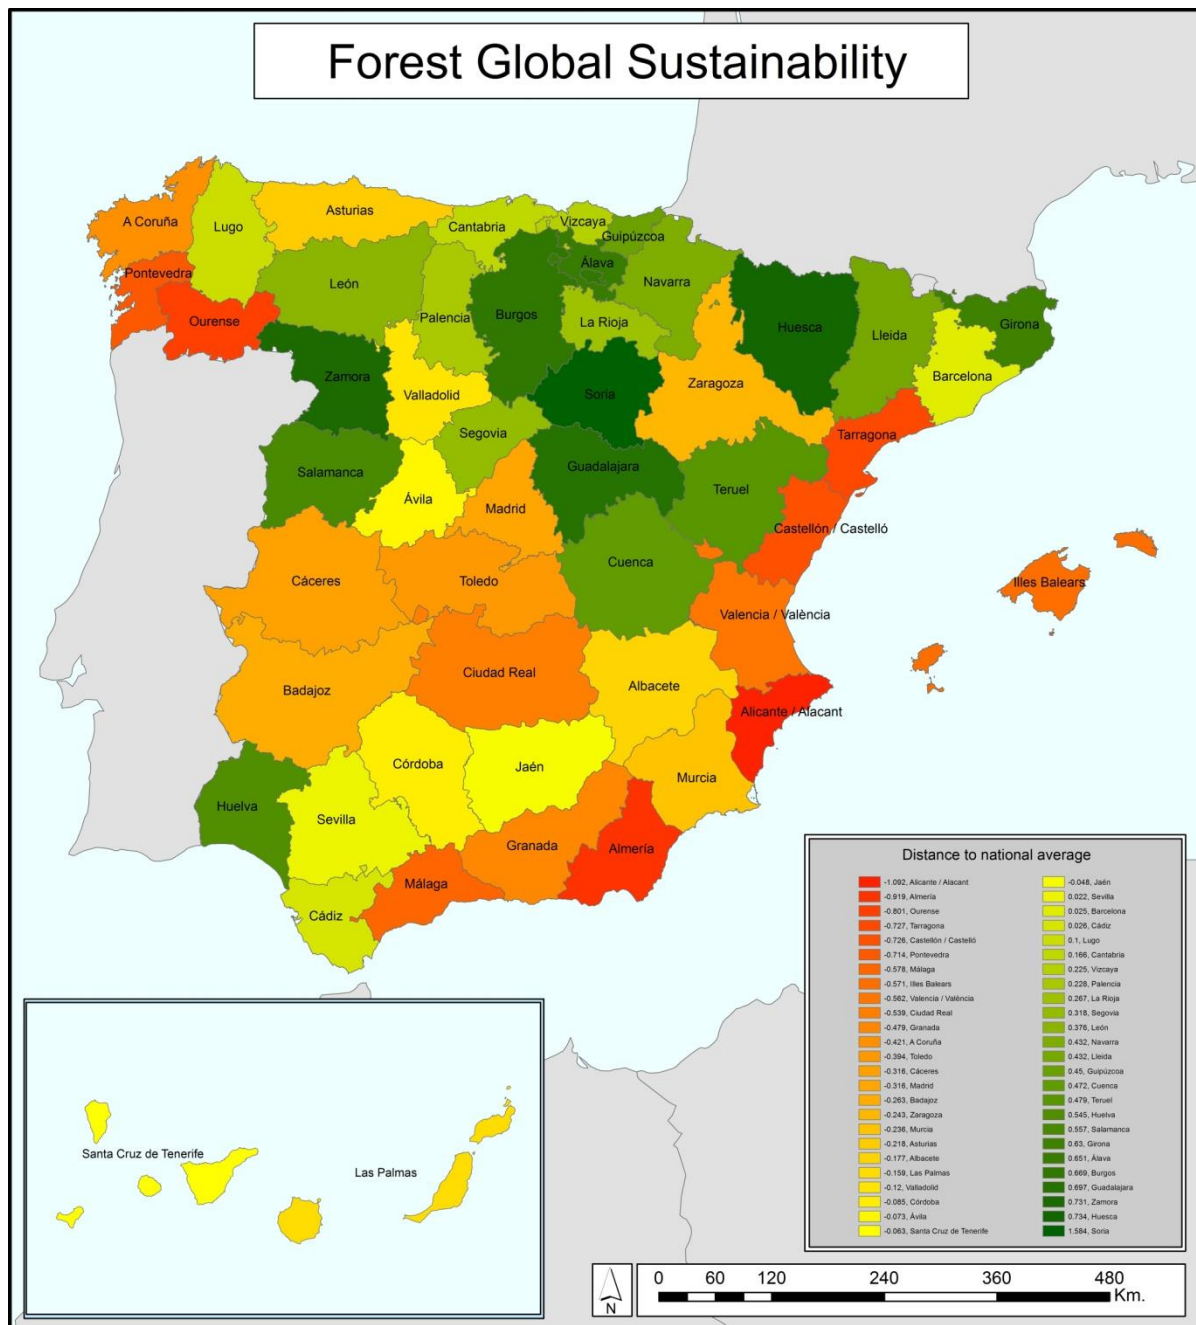 Forest Global Sustainability
A Coruña
Lugo
Asturias
Cantabria
Vizcaya
Guipúzcoa
Pontevedra
Ourense
León
Palencia
Burgos
Álava
Navarra
La Rioja
Huesca
Lleida
Girona
Barcelona
Zamora
Valladolid
Soria
Zaragoza
Tarragona
Segovia
Salamanca
Ávila
Guadalajara
Teruel
Madrid
Castellón / Castelló
Cáceres
Toledo
Cuenca
Illes Balears
Valencia / València
Badajoz
Ciudad Real
Albacete
Alicante / Alacant
Córdoba
Jaén
Murcia
Huelva
Sevilla
Granada
Almería
Málaga
Cádiz
Santa Cruz de Tenerife
Las Palmas
Distance to national average
-1.092, Alicante / Alacant
-0.919, Almería
-0.801, Ourense
-0.727, Tarragona
-0.726, Castellón / Castelló
-0.714, Pontevedra
-0.578, Málaga
-0.571, Illes Balears
-0.562, Valencia / València
-0.539, Ciudad Real
-0.479, Granada
-0.421, A Coruña
-0.394, Toledo
-0.316, Cáceres
-0.316, Madrid
-0.263, Badajoz
-0.243, Zaragoza
-0.236, Murcia
-0.218, Asturias
-0.177, Albacete
-0.159, Las Palmas
-0.12, Valladolid
-0.085, Córdoba
-0.073, Ávila
-0.063, Santa Cruz de Tenerife
-0.048, Jaén
0.022, Sevilla
0.025, Barcelona
0.026, Cádiz
0.1, Lugo
0.166, Cantabria
0.225, Vizcaya
0.228, Palencia
0.267, La Rioja
0.318, Segovia
0.376, León
0.432, Navarra
0.432, Lleida
0.45, Guipúzcoa
0.472, Cuenca
0.479, Teruel
0.545, Huelva
0.557, Salamanca
0.63, Girona
0.651, Álava
0.669, Burgos
0.697, Guadalajara
0.731, Zamora
0.734, Huesca
1.584, Soria
N
0 60 120 240 360 480
Km.